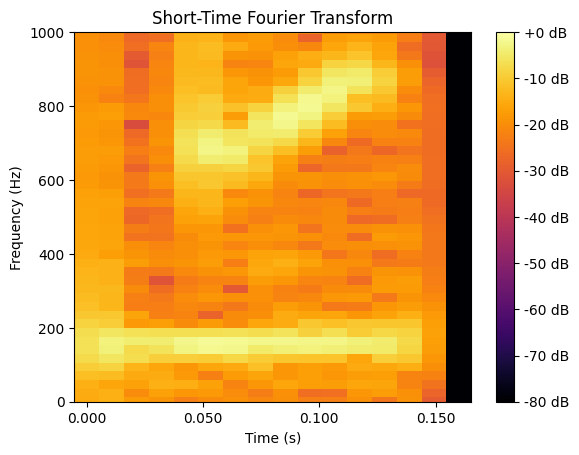 Short-Time Fourier Transform
1000
800
600
400
200
0
Frequency (Hz)
0.000
0.050
0.100
0.150
Time (s)
+0 dB
-10 dB
-20 dB
-30 dB
-40 dB
-50 dB
-60 dB
-70 dB
-80 dB